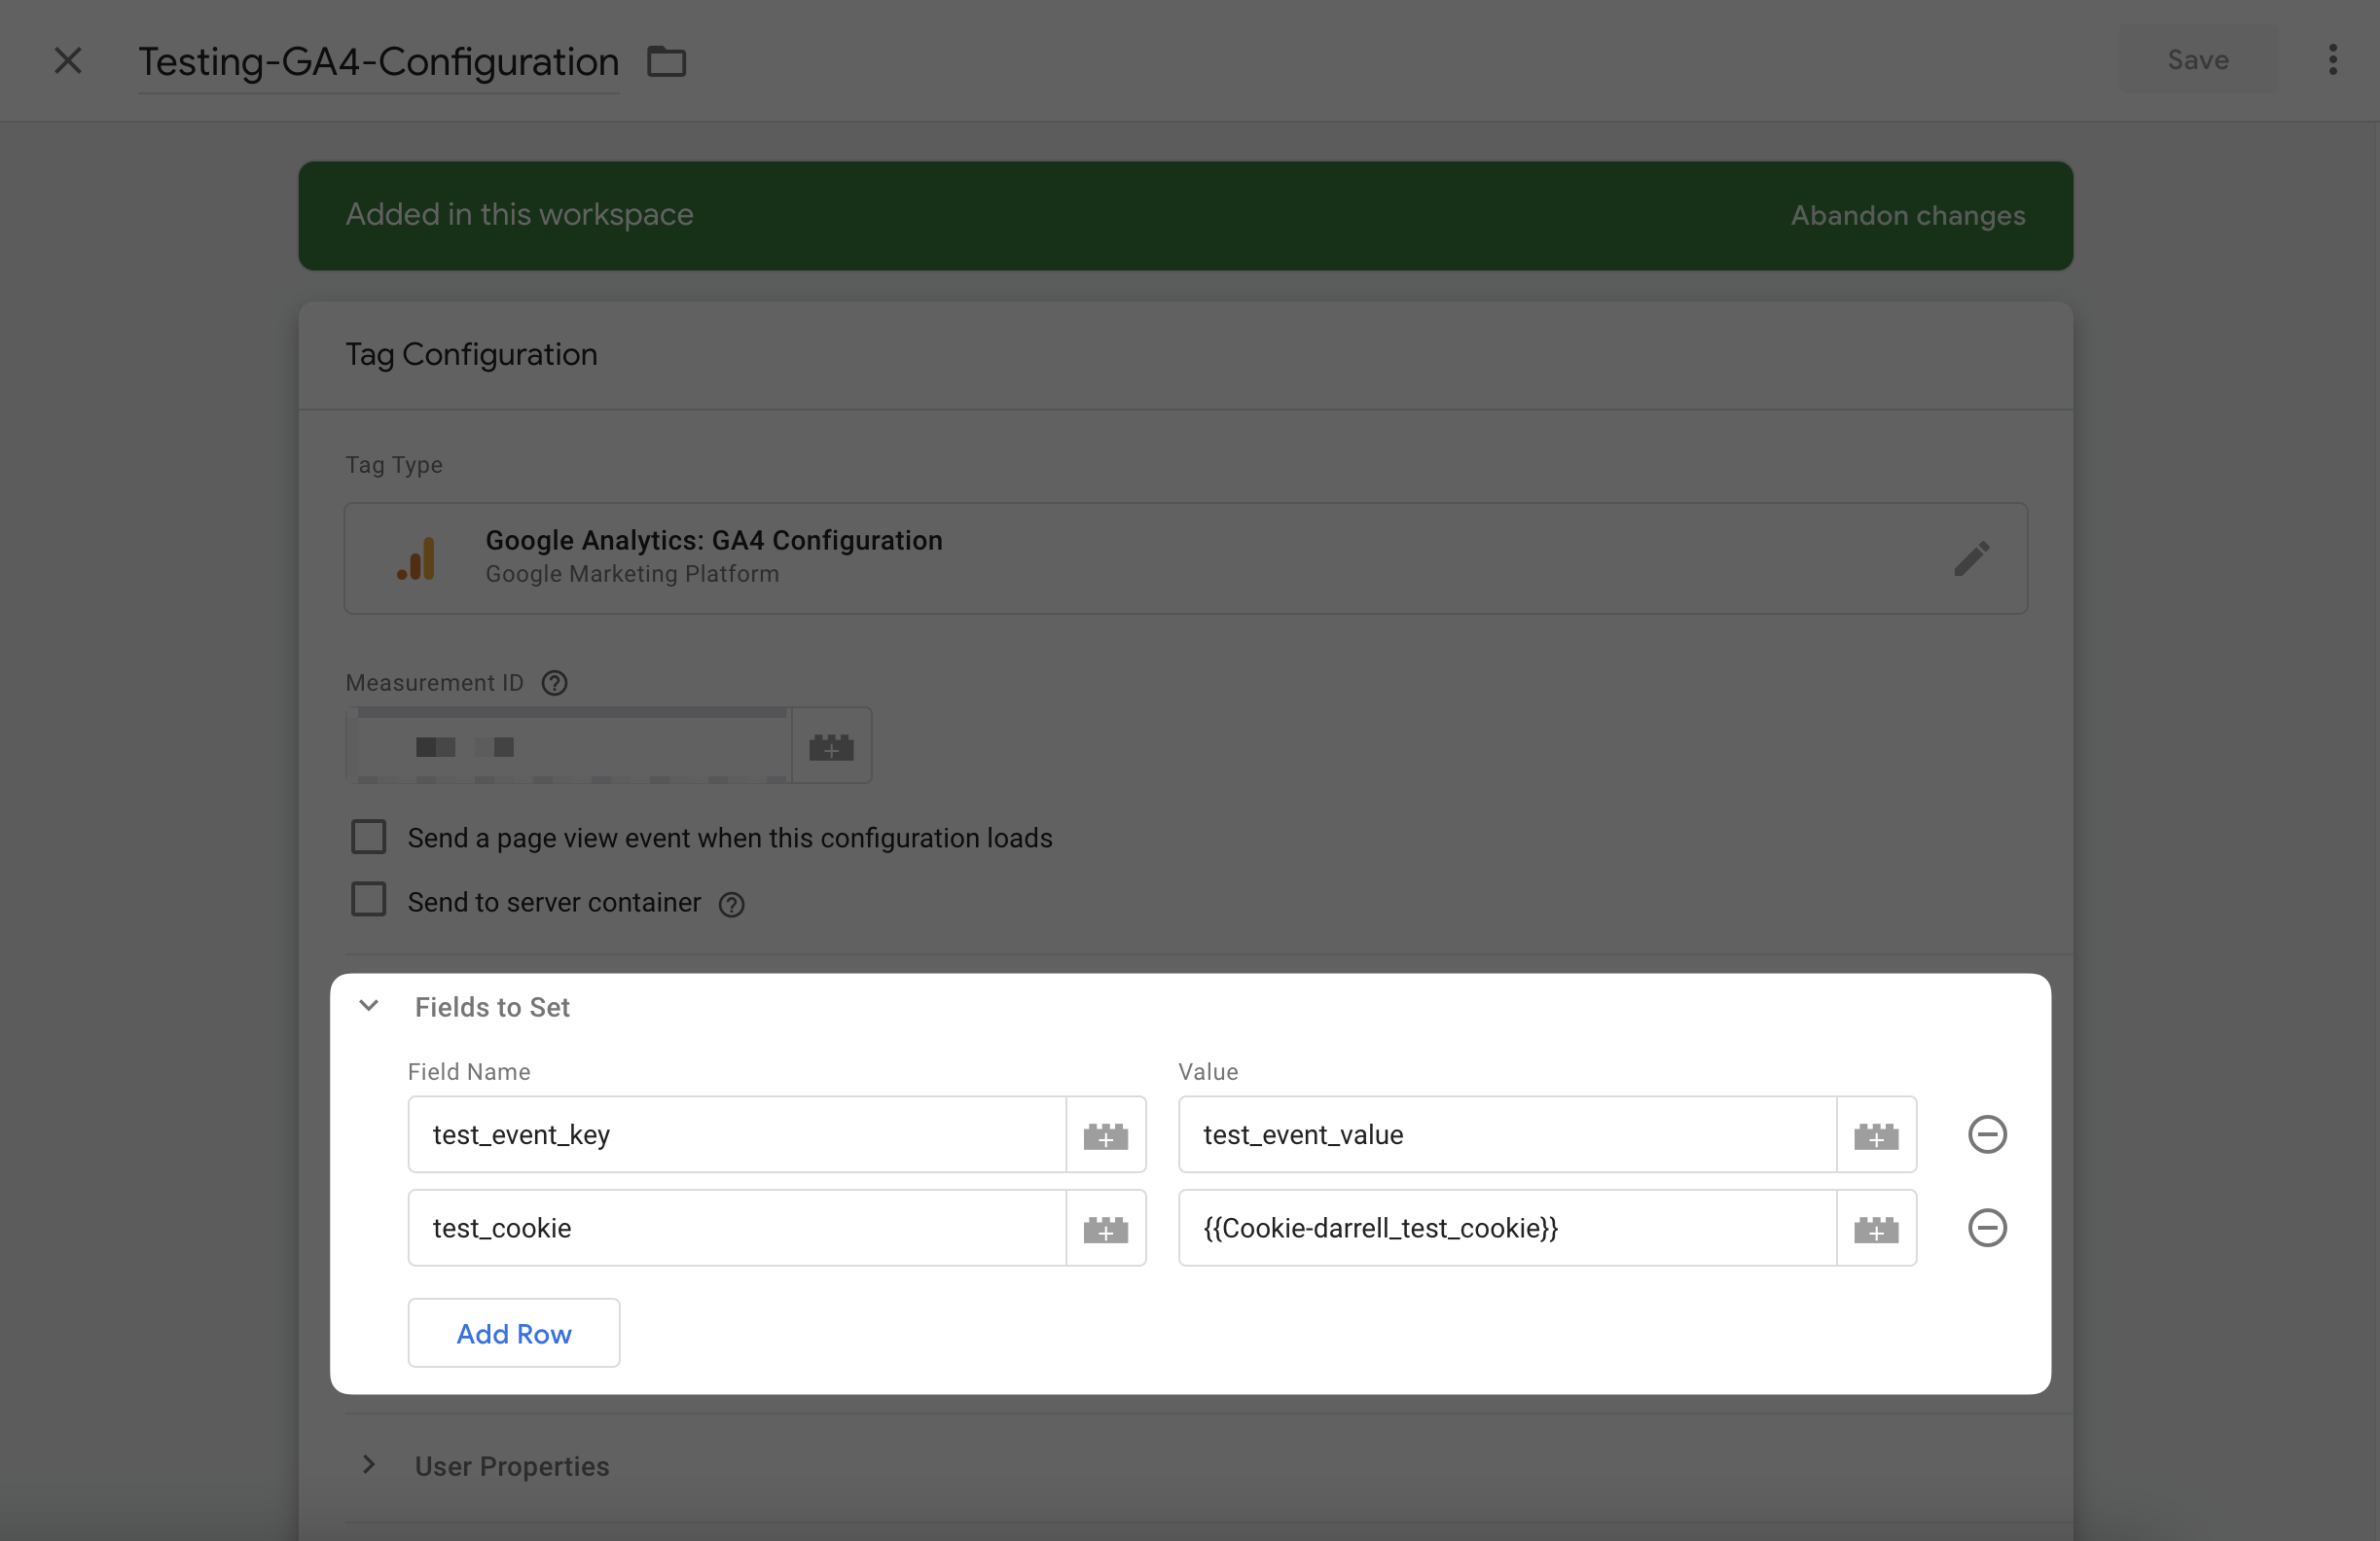 Testing-GA4-Configuration
Save
Added in this workspace
Abandon changes
Tag Configuration
Tag Type
Google Analytics: GA4 Configuration
Google Marketing Platform
Measurement ID
Send a page view event when this configuration loads
Send to server container
Fields to Set
Field Name
Value
test_event_key
test_event_value
test_cookie
{{Cookie-darrell_test_cookie}}
Add Row
User Properties